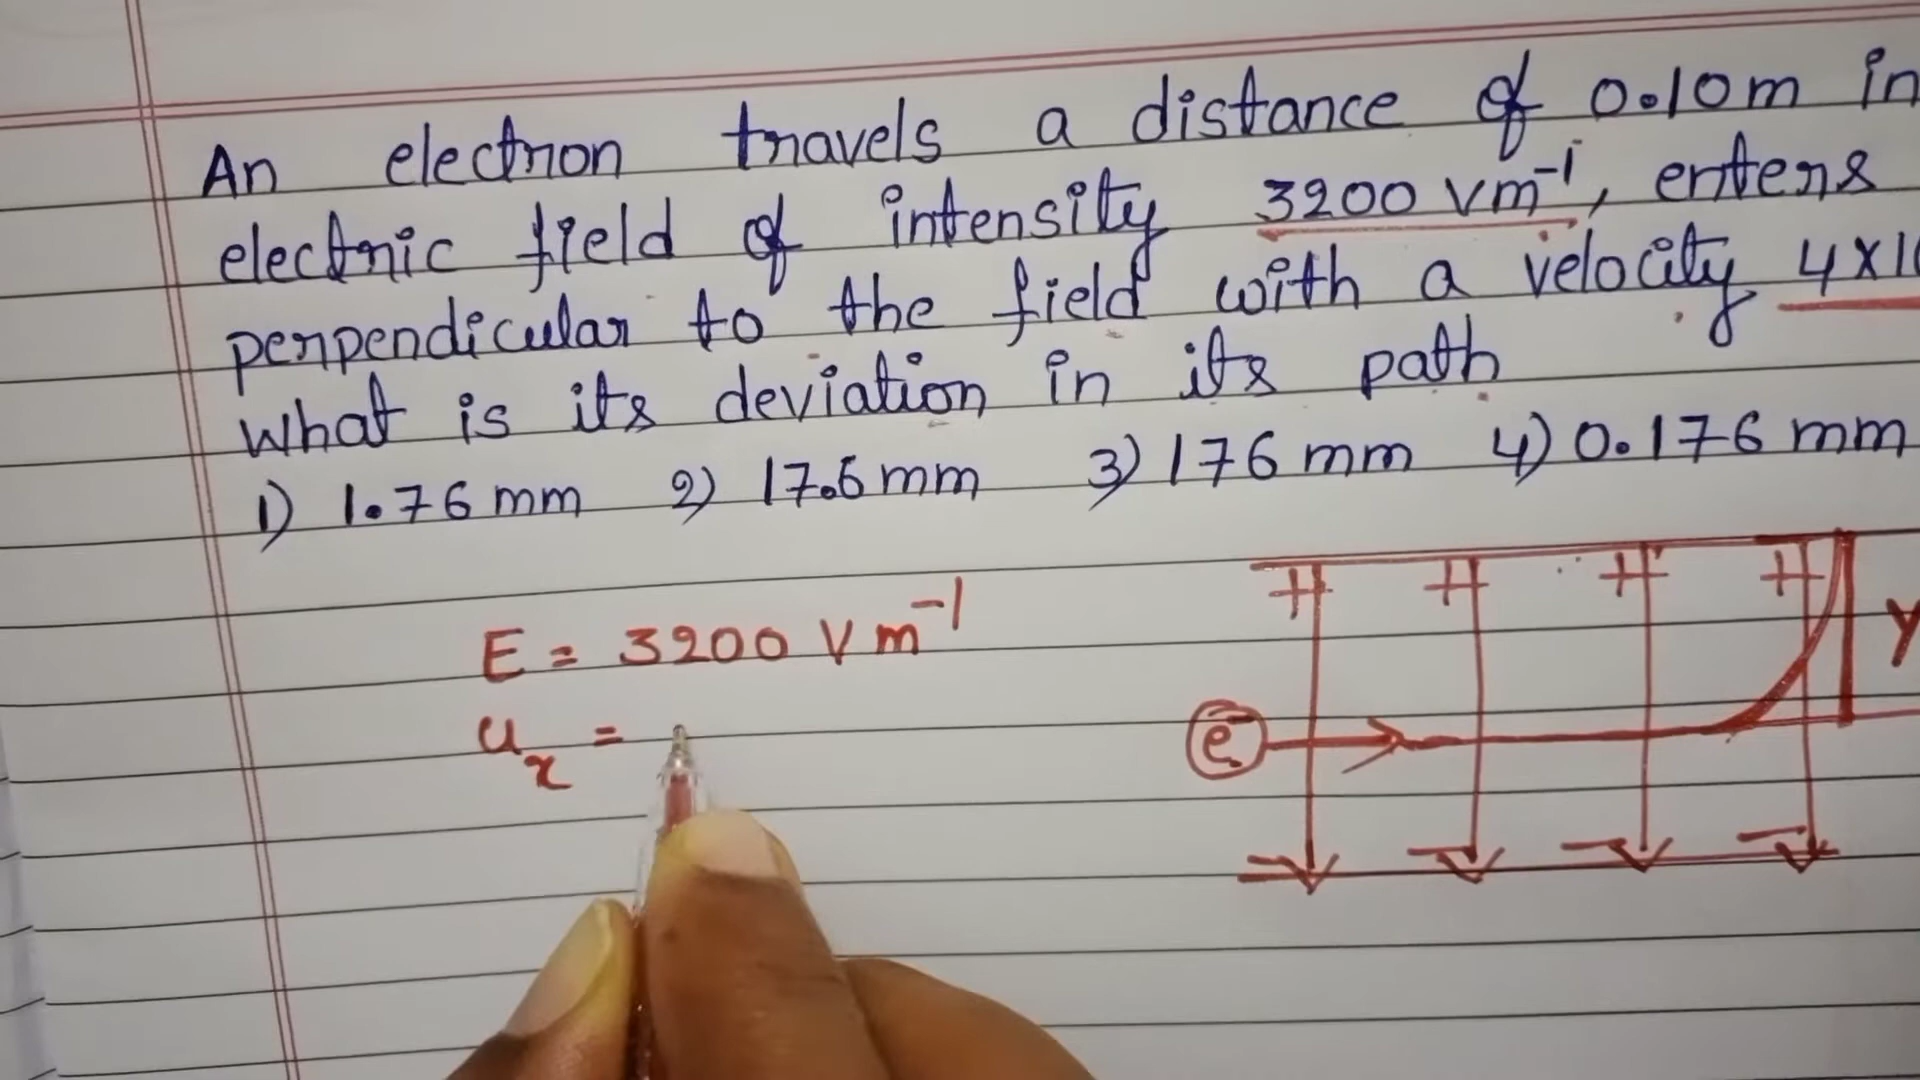 An electron travels a distance of 0.10m in
electric field of intensity 3200 Vm⁻¹, enters
perpendicular to the field with a velocity 4×10
what is its deviation in its path
1) 1.76 mm 2) 17.6 mm 3) 176 mm 4) 0.176 mm
E = 3200 V m⁻¹
uₓ =
+ + + +
e⁻
y
- - - -